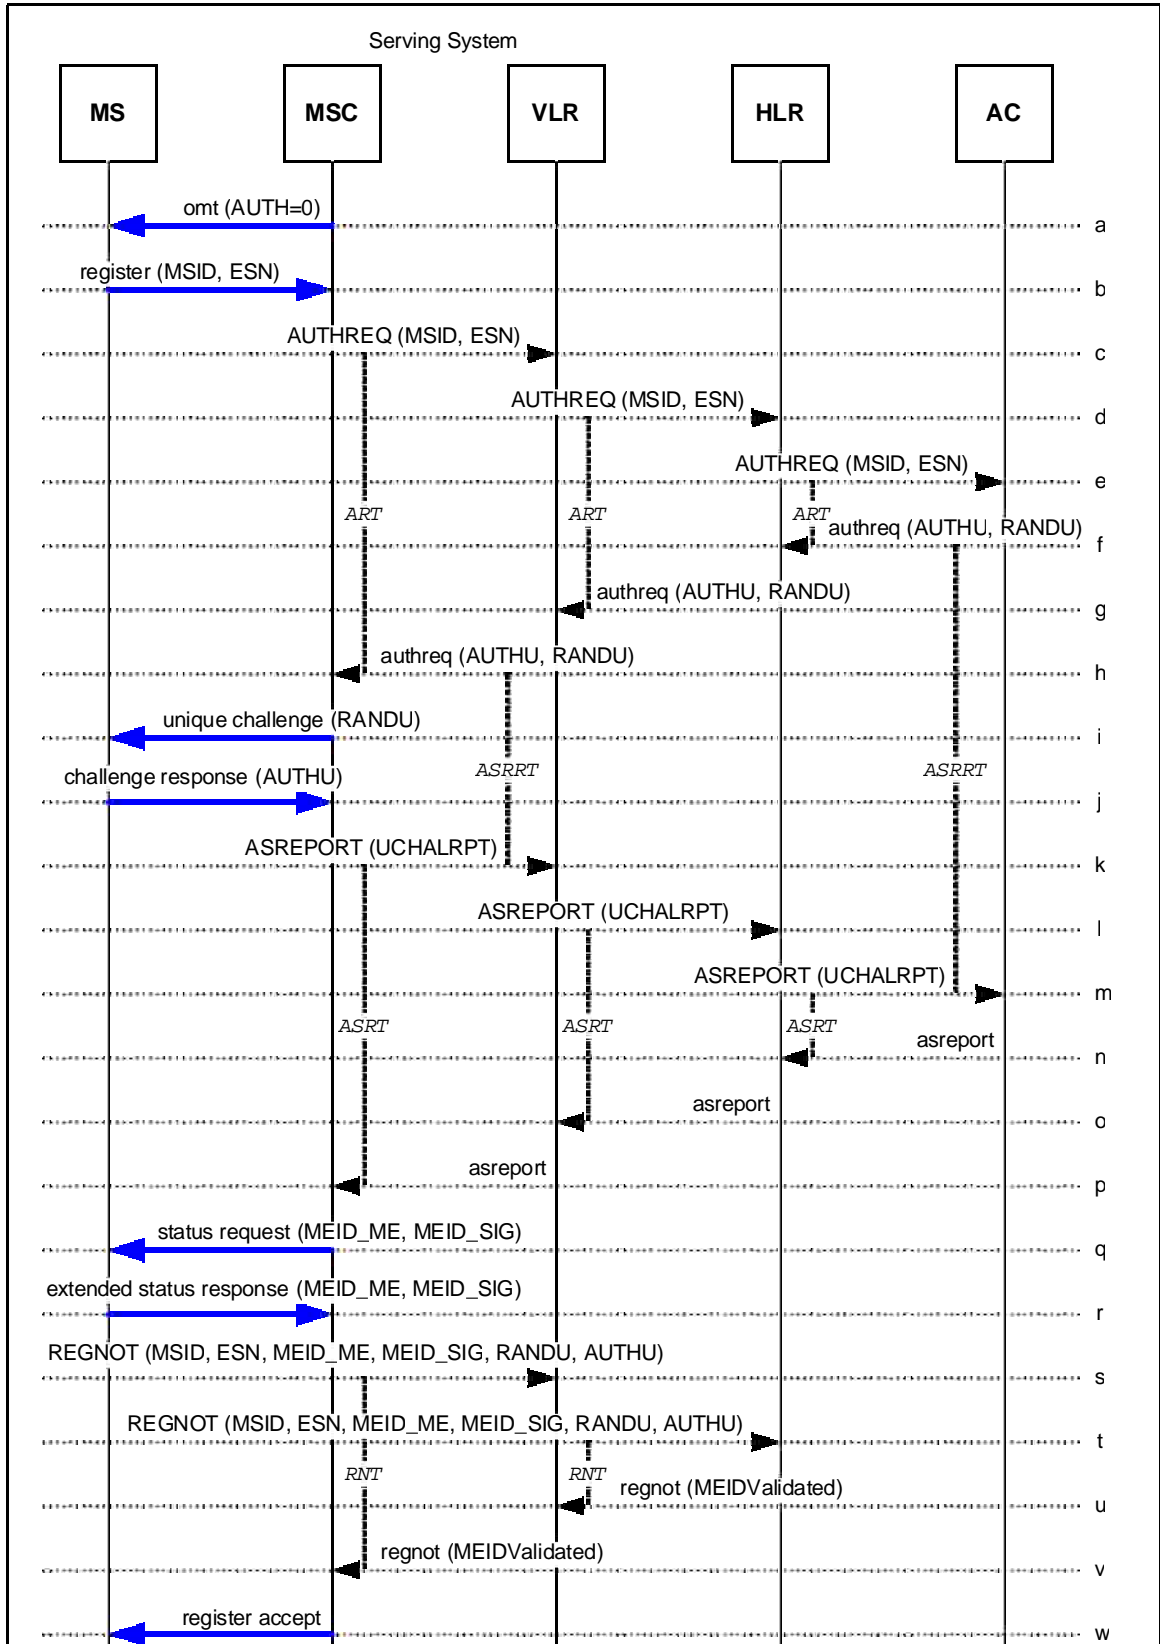 Serving System
MS
MSC
VLR
HLR
AC
omt (AUTH=0)
a
register (MSID, ESN)
b
AUTHREQ (MSID, ESN)
c
AUTHREQ (MSID, ESN)
d
AUTHREQ (MSID, ESN)
e
ART
ART
ART
authreq (AUTHU, RANDU)
f
authreq (AUTHU, RANDU)
g
authreq (AUTHU, RANDU)
h
unique challenge (RANDU)
i
ASRRT
ASRRT
challenge response (AUTHU)
j
ASREPORT (UCHALRPT)
k
ASREPORT (UCHALRPT)
l
ASREPORT (UCHALRPT)
m
ASRT
ASRT
ASRT
asreport
n
asreport
o
asreport
p
status request (MEID_ME, MEID_SIG)
q
extended status response (MEID_ME, MEID_SIG)
r
REGNOT (MSID, ESN, MEID_ME, MEID_SIG, RANDU, AUTHU)
s
REGNOT (MSID, ESN, MEID_ME, MEID_SIG, RANDU, AUTHU)
t
RNT
RNT
regnot (MEIDValidated)
u
regnot (MEIDValidated)
v
register accept
w